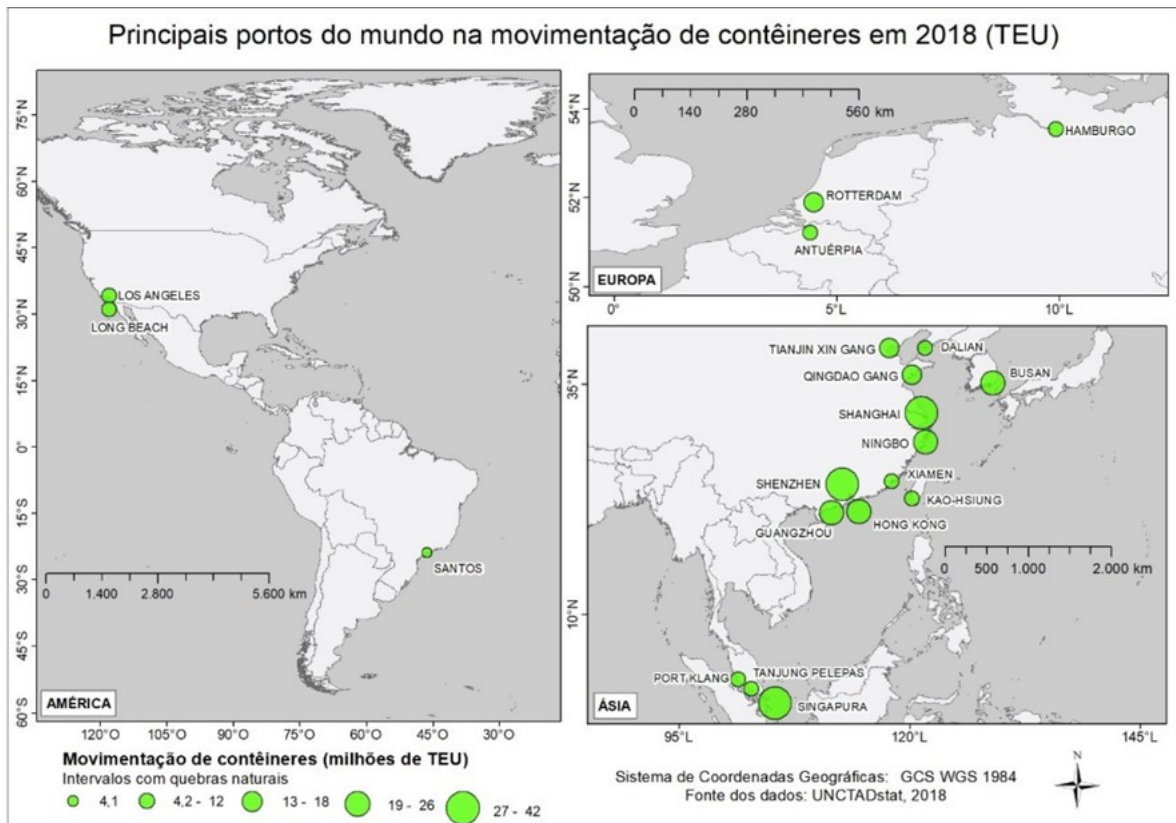 Principais portos do mundo na movimentação de contêineres em 2018 (TEU)
75°N
60°N
45°N
30°N
15°N
0°
15°S
30°S
45°S
60°S
LOS ANGELES
LONG BEACH
SANTOS
0 1.400 2.800 5.600 km
AMÉRICA
120°O 105°O 90°O 75°O 60°O 45°O 30°O
54°N
52°N
50°N
0 140 280 560 km
HAMBURGO
ROTTERDAM
ANTUÉRPIA
EUROPA
0° 5°L 10°L
35°N
10°N
TIANJIN XIN GANG
DALIAN
QINGDAO GANG
BUSAN
SHANGHAI
NINGBO
XIAMEN
SHENZHEN
KAO-HSIUNG
GUANGZHOU
HONG KONG
0 500 1.000 2.000 km
PORT KLANG
TANJUNG PELEPAS
SINGAPURA
ÁSIA
95°L 120°L 145°L
Movimentação de contêineres (milhões de TEU)
Intervalos com quebras naturais
4,1 4,2 - 12 13 - 18 19 - 26 27 - 42
Sistema de Coordenadas Geográficas: GCS WGS 1984
Fonte dos dados: UNCTADstat, 2018
N